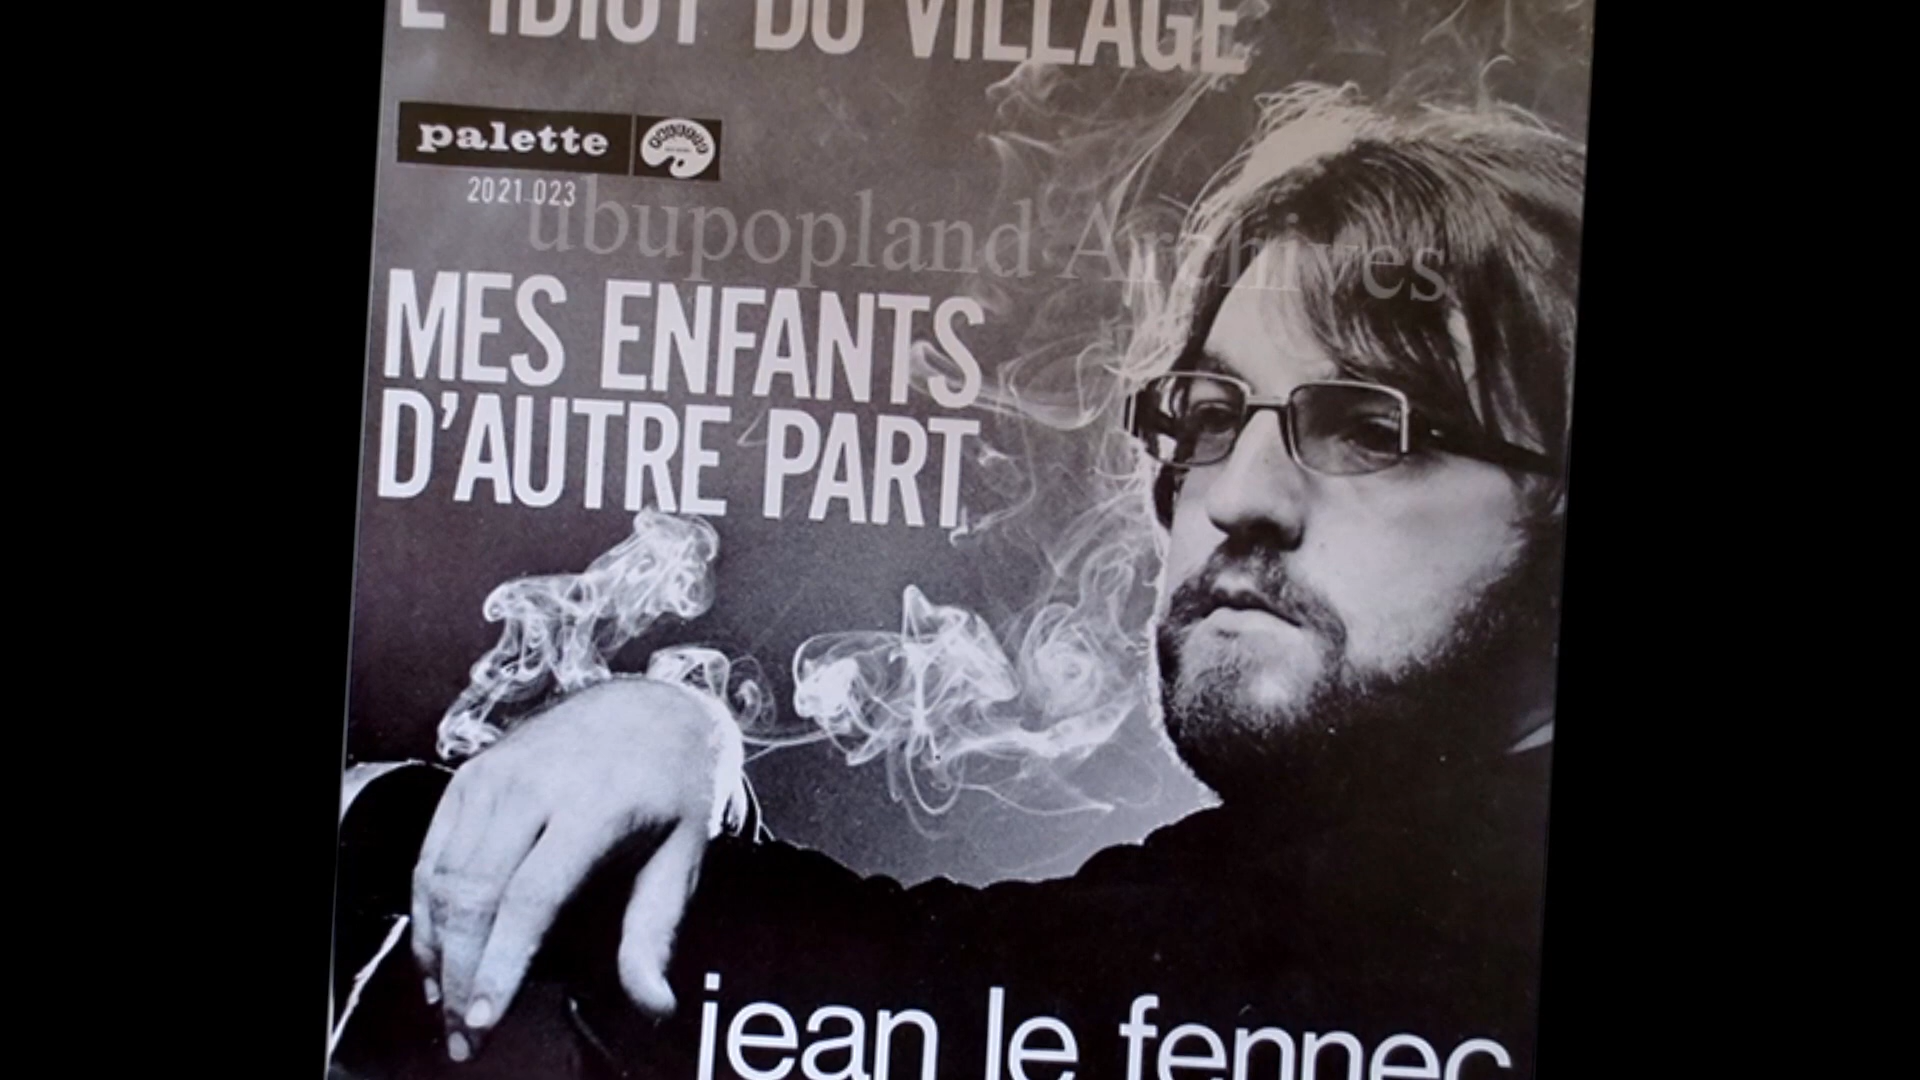 L'IDIOT DU VILLAGE
palette
2021.023
ubupopland Archives
MES ENFANTS
D'AUTRE PART
jean le fennec